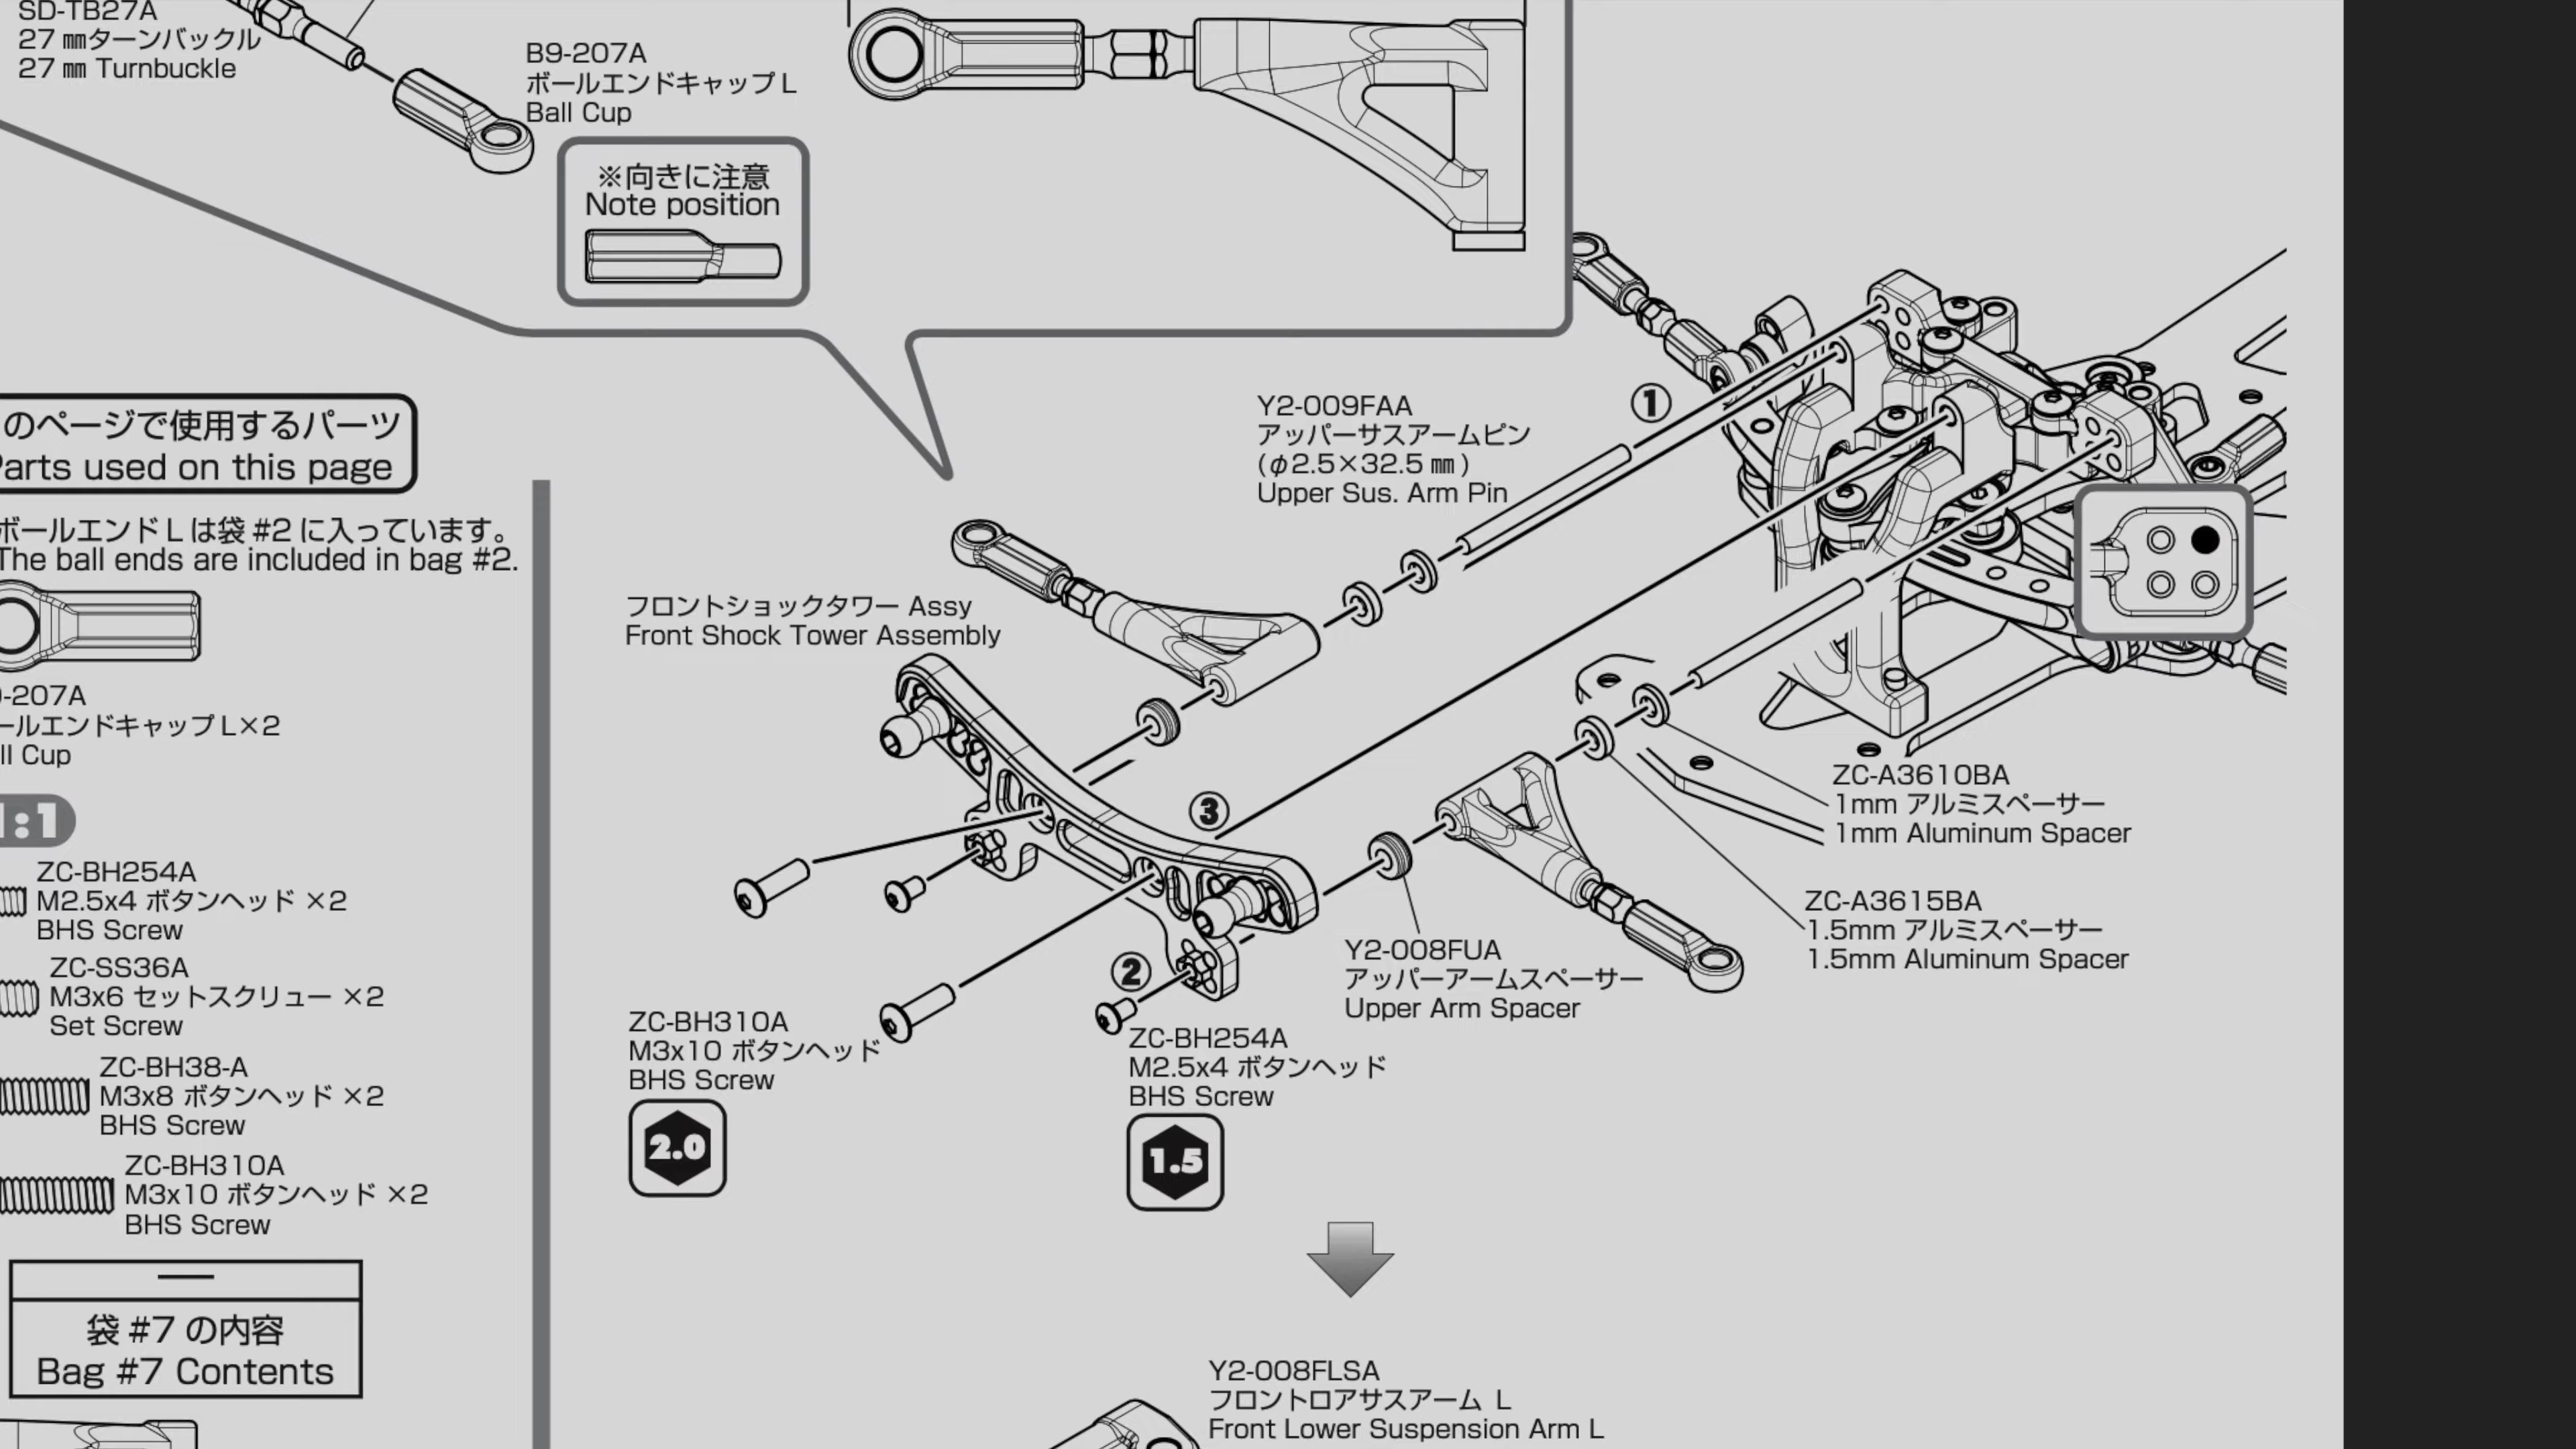 SD-TB27A
27 ㎜ターンバックル
27 ㎜ Turnbuckle
B9-207A
ボールエンドキャップ L
Ball Cup
※向きに注意
Note position
のページで使用するパーツ
Parts used on this page
ボールエンド L は袋 #2 に入っています。
The ball ends are included in bag #2.
-207A
ールエンドキャップ L×2
ll Cup
1:1
ZC-BH254A
M2.5x4 ボタンヘッド ×2
BHS Screw
ZC-SS36A
M3x6 セットスクリュー ×2
Set Screw
ZC-BH38-A
M3x8 ボタンヘッド ×2
BHS Screw
ZC-BH310A
M3x10 ボタンヘッド ×2
BHS Screw
袋 #7 の内容
Bag #7 Contents
Y2-009FAA
アッパーサスアームピン
(φ2.5×32.5 ㎜ )
Upper Sus. Arm Pin
①
フロントショックタワー Assy
Front Shock Tower Assembly
③
②
ZC-A3610BA
1mm アルミスペーサー
1mm Aluminum Spacer
ZC-A3615BA
1.5mm アルミスペーサー
1.5mm Aluminum Spacer
Y2-008FUA
アッパーアームスペーサー
Upper Arm Spacer
ZC-BH310A
M3x10 ボタンヘッド
BHS Screw
2.0
ZC-BH254A
M2.5x4 ボタンヘッド
BHS Screw
1.5
Y2-008FLSA
フロントロアサスアーム L
Front Lower Suspension Arm L